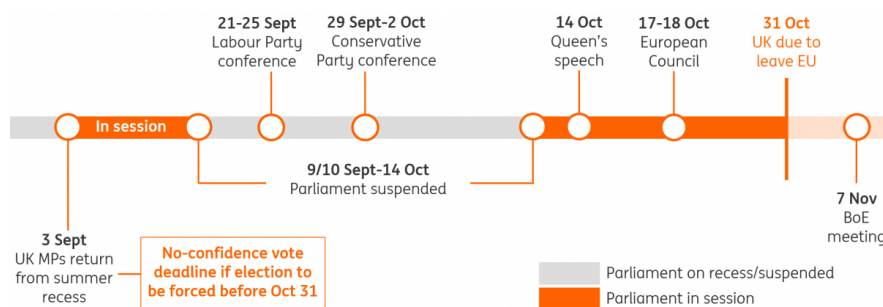 21-25 Sept
Labour Party
conference
29 Sept-2 Oct
Conservative
Party conference
14 Oct
Queen's
speech
17-18 Oct
European
Council
31 Oct
UK due to
leave EU
In session
9/10 Sept-14 Oct
Parliament suspended
3 Sept
UK MPs return
from summer
recess
No-confidence vote
deadline if election to
be forced before Oct 31
7 Nov
BoE
meeting
Parliament on recess/suspended
Parliament in session